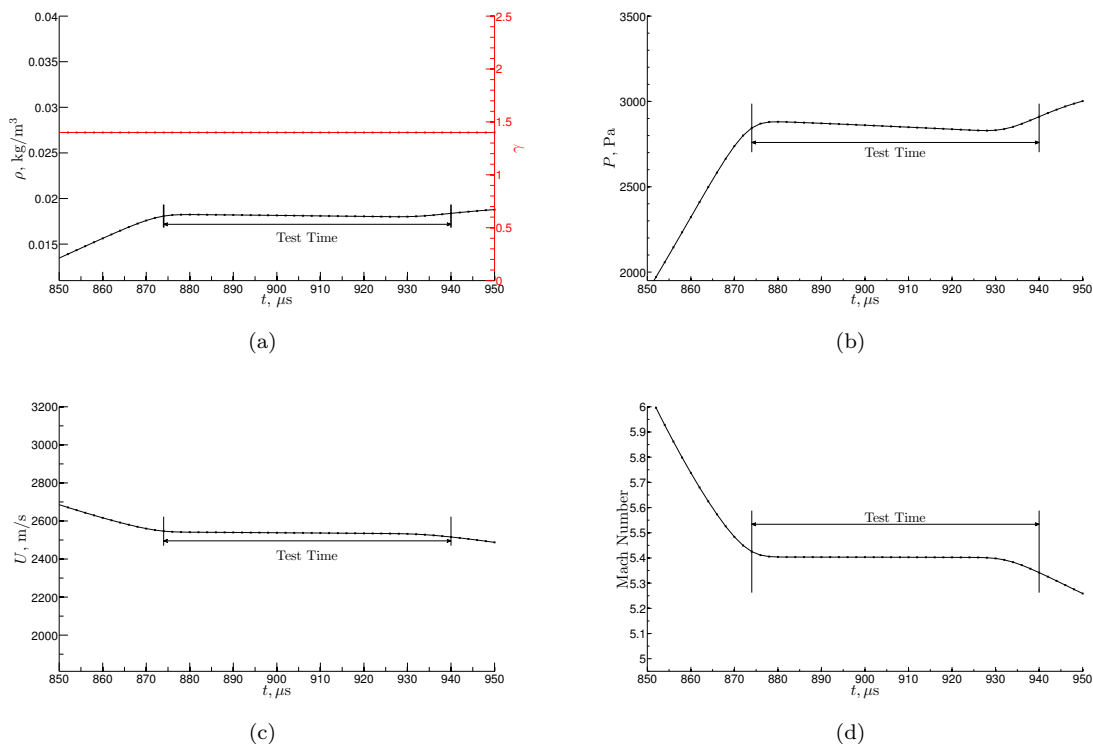 0.04
0.03
0.02
ρ, kg/m³
0.035
0.03
0.026
0.019
0.015
2.5
2
1.5
γ
1
0.5
0
Test Time
850 860 870 880 890 900 910 920 930 940 950
t, μs
(a)
3500
3000
P, Pa
2500
2000
Test Time
850 860 870 880 890 900 910 920 930 940 950
t, μs
(b)
3200
3000
2800
U, m/s
2600
2400
2200
2000
Test Time
850 860 870 880 890 900 910 920 930 940 950
t, μs
(c)
6
5.9
5.8
5.7
5.6
Mach Number
5.5
5.4
5.3
5.2
5.1
5
Test Time
850 860 870 880 890 900 910 920 930 940 950
t, μs
(d)